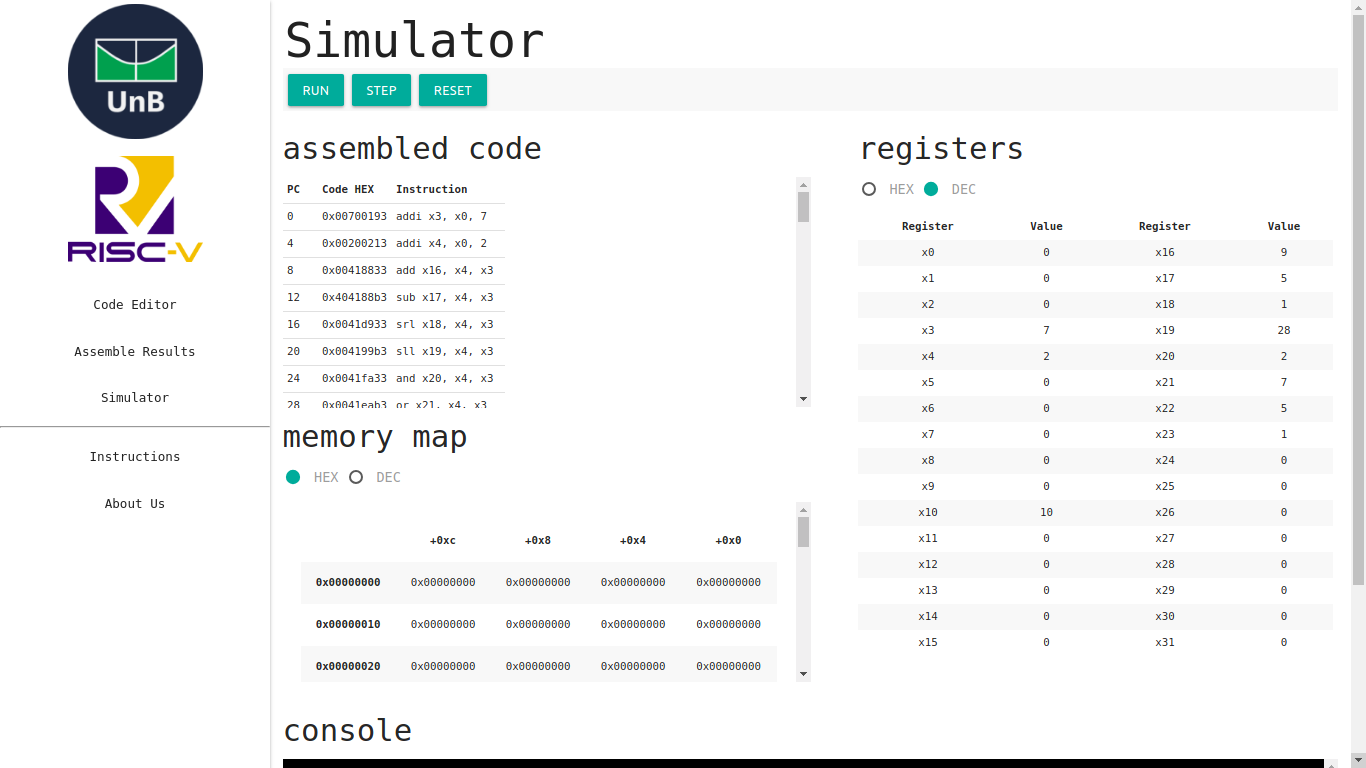 UnB
RISC-V
Code Editor
Assemble Results
Simulator
Instructions
About Us
Simulator
RUN STEP RESET
assembled code
PC Code HEX Instruction
0 0x00700193 addi x3, x0, 7
4 0x00200213 addi x4, x0, 2
8 0x00418833 add x16, x4, x3
12 0x404188b3 sub x17, x4, x3
16 0x0041d933 srl x18, x4, x3
20 0x004199b3 sll x19, x4, x3
24 0x0041fa33 and x20, x4, x3
28 0x0041eab3 or x21, x4, x3
memory map
HEX DEC
+0xc +0x8 +0x4 +0x0
0x00000000 0x00000000 0x00000000 0x00000000 0x00000000
0x00000010 0x00000000 0x00000000 0x00000000 0x00000000
0x00000020 0x00000000 0x00000000 0x00000000 0x00000000
registers
HEX DEC
Register Value Register Value
x0 0 x16 9
x1 0 x17 5
x2 0 x18 1
x3 7 x19 28
x4 2 x20 2
x5 0 x21 7
x6 0 x22 5
x7 0 x23 1
x8 0 x24 0
x9 0 x25 0
x10 10 x26 0
x11 0 x27 0
x12 0 x28 0
x13 0 x29 0
x14 0 x30 0
x15 0 x31 0
console